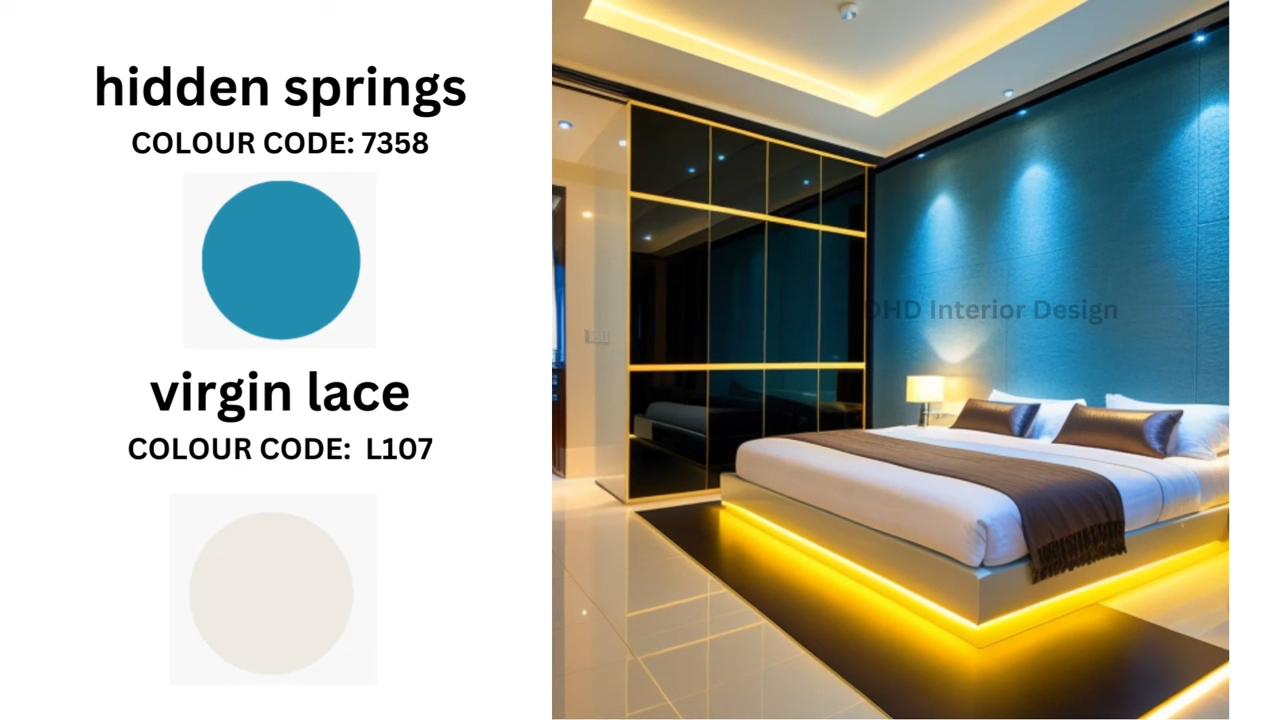 hidden springs
COLOUR CODE: 7358
virgin lace
COLOUR CODE: L107
DHD Interior Design